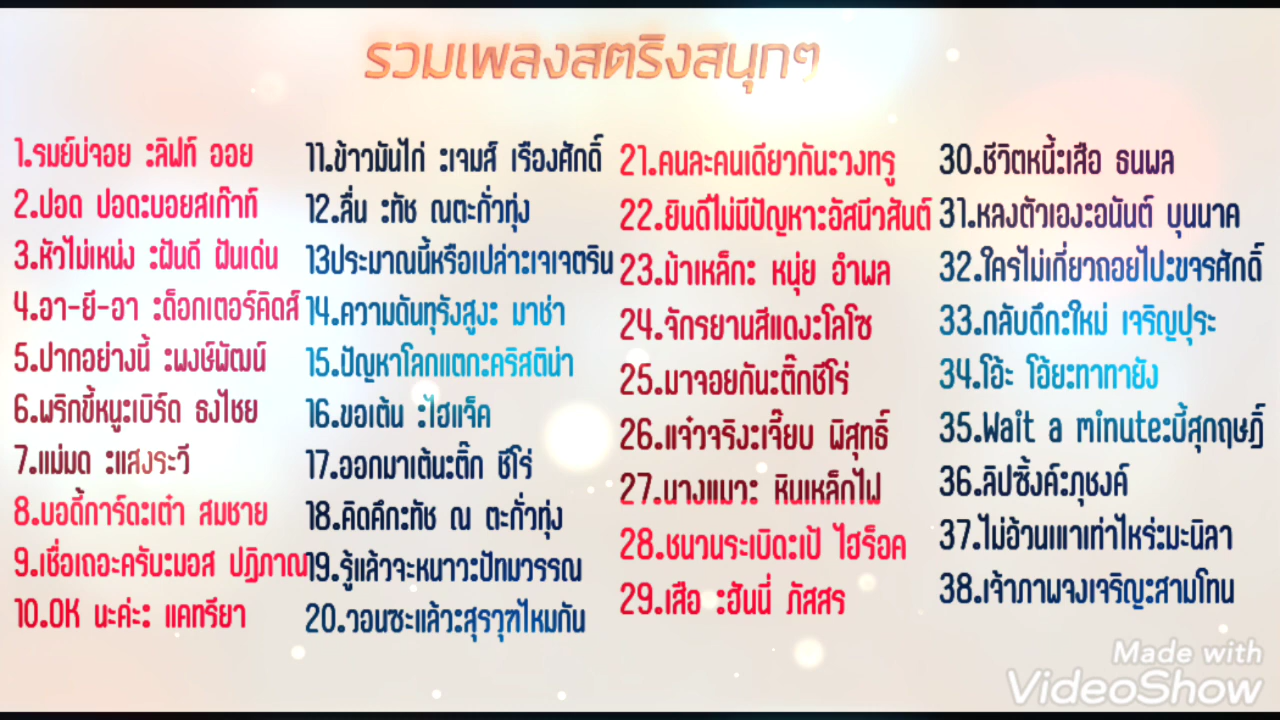 รวมเพลงสตริงสนุกๆ
1.รมย์บ่จอย :ลิฟท์ ออย
2.ปอด ปอด:บอยสเก๊าท์
3.หัวไม่เหน่ง :ฝันดี ฝันเด่น
4.อา-ยี-อา :ด็อกเตอร์คิดส์
5.ปากอย่างนี้ :พงษ์พัฒน์
6.พริกขี้หนู:เบิร์ด ธงไชย
7.แม่มด :แสงระวี
8.บอดี้การ์ด:เต๋า สมชาย
9.เชื่อเถอะครับ:มอส ปฏิภาณ
10.OK นะค่ะ: แคทรียา
11.ข้าวมันไก่ :เจมส์ เรืองศักดิ์
12.ลื่น :ทัช ณตะกั่วทุ่ง
13ประมาณนี้หรือเปล่า:เจเจตริน
14.ความดันทุรังสูง: มาช่า
15.ปัญหาโลกแตก:คริสติน่า
16.ขอเต้น :ไฮแจ็ค
17.ออกมาเต้น:ติ๊ก ชีโร่
18.คิดคึก:ทัช ณ ตะกั่วทุ่ง
19.รู้แล้วจะหนาว:ปัทมวรรณ
20.วอนซะแล้ว:สุรวุฑไหมกัน
21.คนละคนเดียวกัน:วงทรู
22.ยินดีไม่มีปัญหา:อัสนีวสันต์
23.ม้าเหล็ก: หนุ่ย อำพล
24.จักรยานสีแดง:โลโซ
25.มาจอยกัน:ติ๊กชีโร่
26.แจ๋วจริง:เจี๊ยบ พิสุทธิ์
27.นางแมว: หินเหล็กไฟ
28.ชนวนระเบิด:เป้ ไฮร็อค
29.เสือ :ฮันนี่ ภัสสร
30.ชีวิตหนี้:เสือ ธนพล
31.หลงตัวเอง:อนันต์ บุนนาค
32.ใครไม่เกี่ยวถอยไป:ขจรศักดิ์
33.กลับดึก:ใหม่ เจริญปุระ
34.โอ๊ะ โอ้ย:ทาทายัง
35.Wait a minute:บี้สุกฤษฎิ์
36.ลิปซิ้งค์:ภุชงค์
37.ไม่อ้วนเเาเท่าไหร่:มะนิลา
38.เจ้าภาพจงเจริญ:สามโทน
Made with
VideoShow